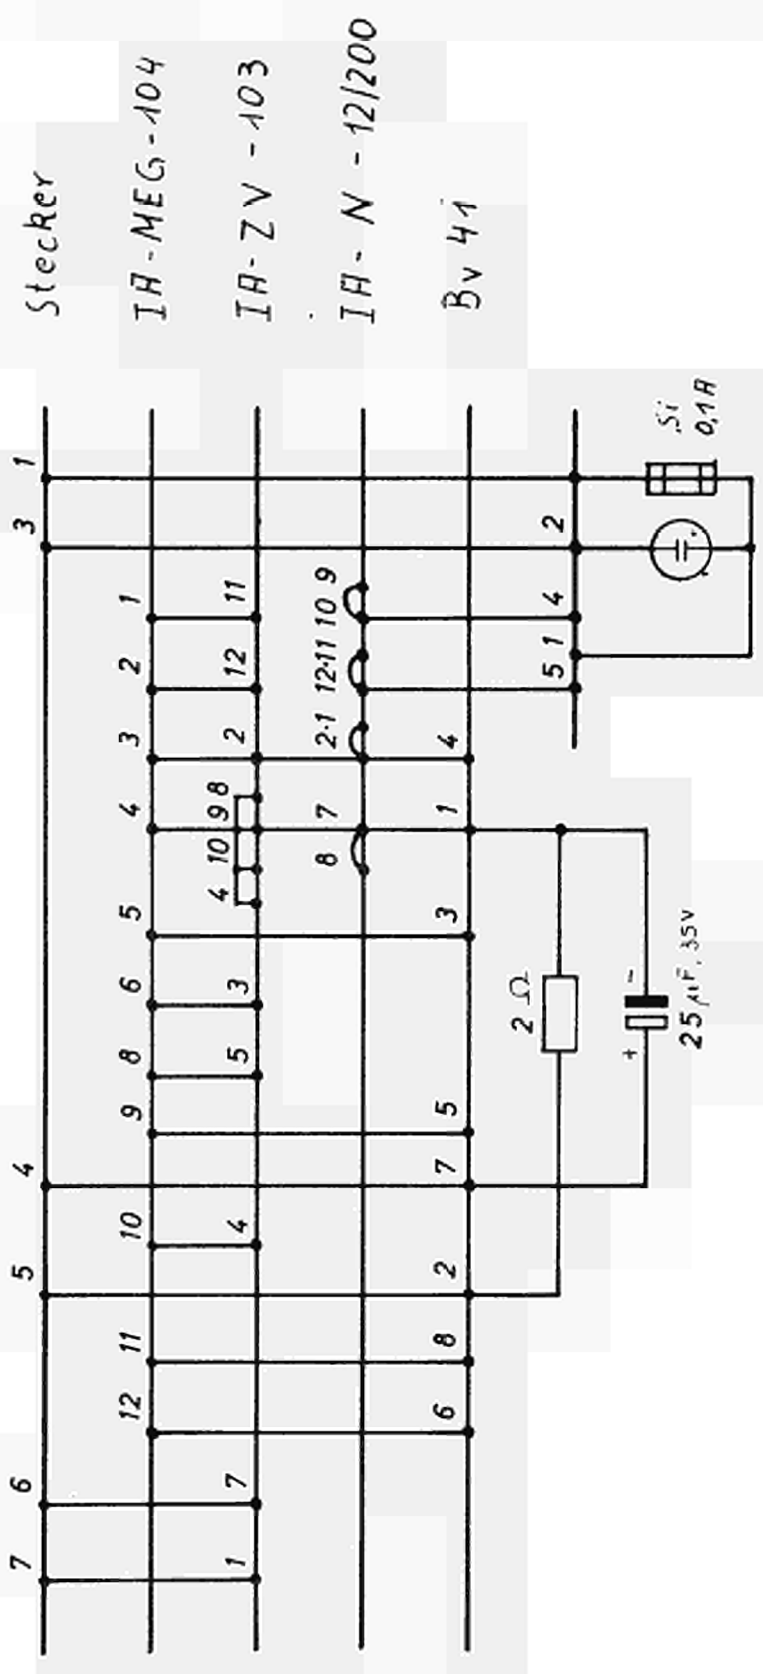 7 6 5 4 3 1 Stecker
12 11 10 9 8 6 5 4 3 2 1 IA-MEG-104
1 7 4 5 3 4 10 9 8 2 12 11 IA-ZV-103
8 7 2·1 12·11 10 9 IA-N-12/200
6 8 2 7 5 3 1 4 Bv 41
2 Ω 5 1 4 2
+ - Si
25µF, 35V 0,1A